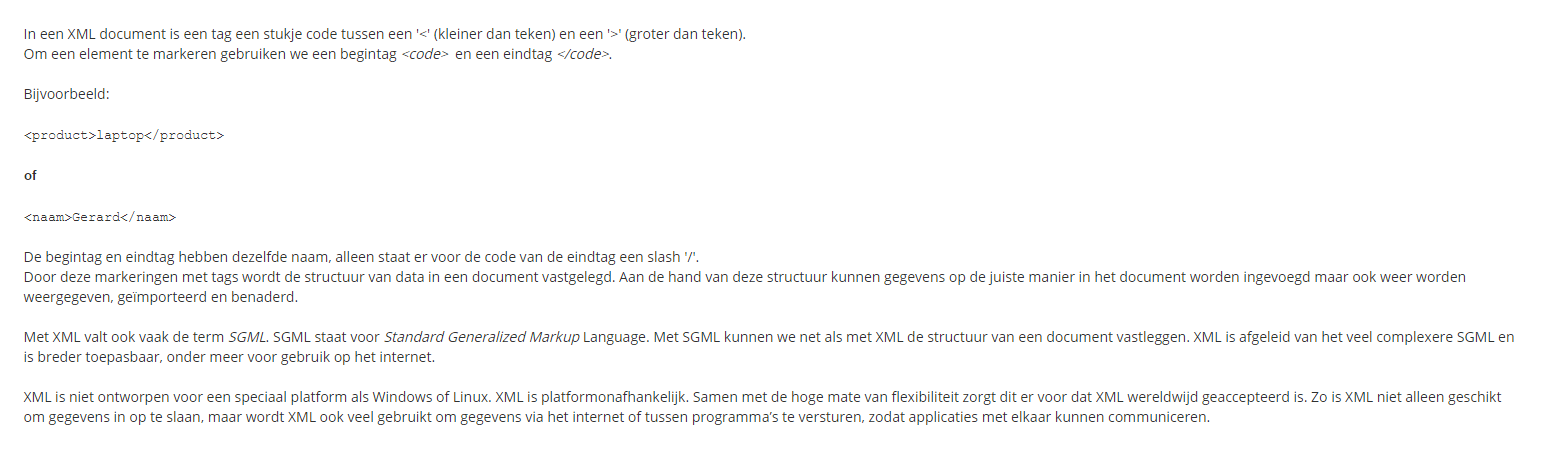 In een XML document is een tag een stukje code tussen een '<' (kleiner dan teken) en een '>' (groter dan teken).
Om een element te markeren gebruiken we een begintag <code> en een eindtag </code>.
Bijvoorbeeld:
<product>laptop</product>
of
<naam>Gerard</naam>
De begintag en eindtag hebben dezelfde naam, alleen staat er voor de code van de eindtag een slash '/'.
Door deze markeringen met tags wordt de structuur van data in een document vastgelegd. Aan de hand van deze structuur kunnen gegevens op de juiste manier in het document worden ingevoegd maar ook weer worden
weergegeven, geïmporteerd en benaderd.
Met XML valt ook vaak de term SGML. SGML staat voor Standard Generalized Markup Language. Met SGML kunnen we net als met XML de structuur van een document vastleggen. XML is afgeleid van het veel complexere SGML en
is breder toepasbaar, onder meer voor gebruik op het internet.
XML is niet ontworpen voor een speciaal platform als Windows of Linux. XML is platformonafhankelijk. Samen met de hoge mate van flexibiliteit zorgt dit er voor dat XML wereldwijd geaccepteerd is. Zo is XML niet alleen geschikt
om gegevens in op te slaan, maar wordt XML ook veel gebruikt om gegevens via het internet of tussen programma's te versturen, zodat applicaties met elkaar kunnen communiceren.